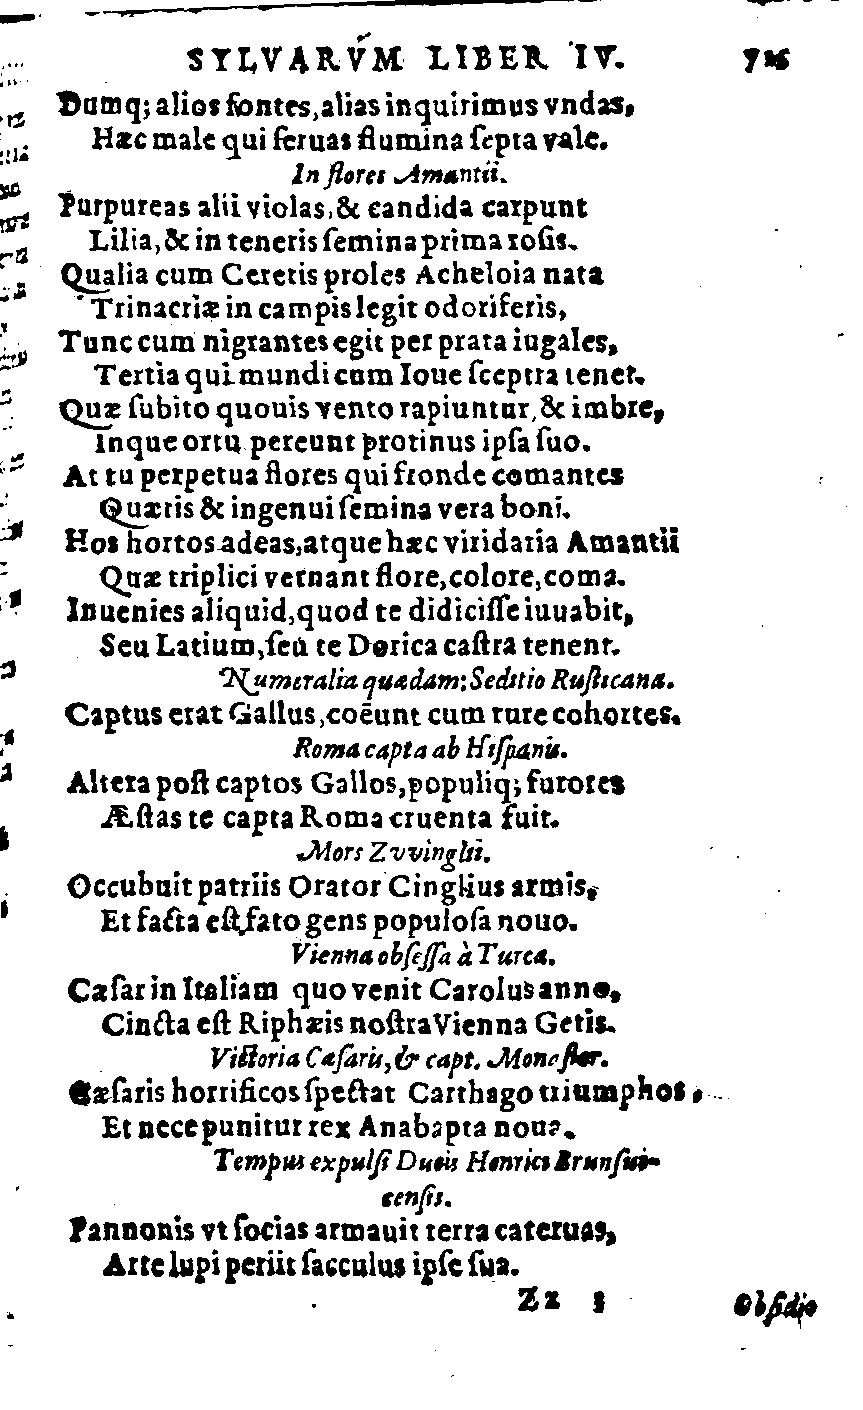 SYLVARVM LIBER IV.
Dumq; alios fontes, alias inquirimus vndas,
Hæc male qui seruas flumina septa vale.
In flores Amantii.
Purpureas alii violas, & candida carpunt
Lilia, & in teneris semina prima rosis.
Qualia cum Cereris proles Acheloia nata
Trinacriæ in campis legit odoriferis,
Tunc cum nigrantes egit per prata iugales,
Tertia qui mundi cum Ioue sceptra tenet.
Quæ subito quouis vento rapiuntur, & imbre,
Inque ortu pereunt protinus ipsa suo.
At tu perpetua flores qui fronde comantes
Quæris & ingenui semina vera boni.
Hos hortos adeas, atque hæc viridaria Amantii
Quæ triplici vernant flore, colore, coma.
Inuenies aliquid, quod te didicisse iuuabit,
Seu Latium, seu te Dorica castra tenent.
Numeralia quædam: Seditio Rusticana.
Captus erat Gallus, coëunt cum rure cohortes.
Roma capta ab Hispanis.
Altera post captos Gallos, populiq; furores
Æstas te capta Roma cruenta fuit.
Mors Zvvinglii.
Occubuit patriis Orator Cinglius armis,
Et facta est fato gens populosa nouo.
Vienna obsessa à Turca.
Cæsar in Italiam quo venit Carolus anno,
Cincta est Riphæis nostra Vienna Getis.
Victoria Cæsaris, & capt. Monaster.
Cæsaris horrificos spectat Carthago triumphos,
Et nece punitur rex Anabapta noua.
Tempus expulsi Ducis Henrici Brunsui-
censis.
Pannonis vt socias armauit terra cateruas,
Arte lupi periit sacculus ipse sua.
Zz
Obsidio